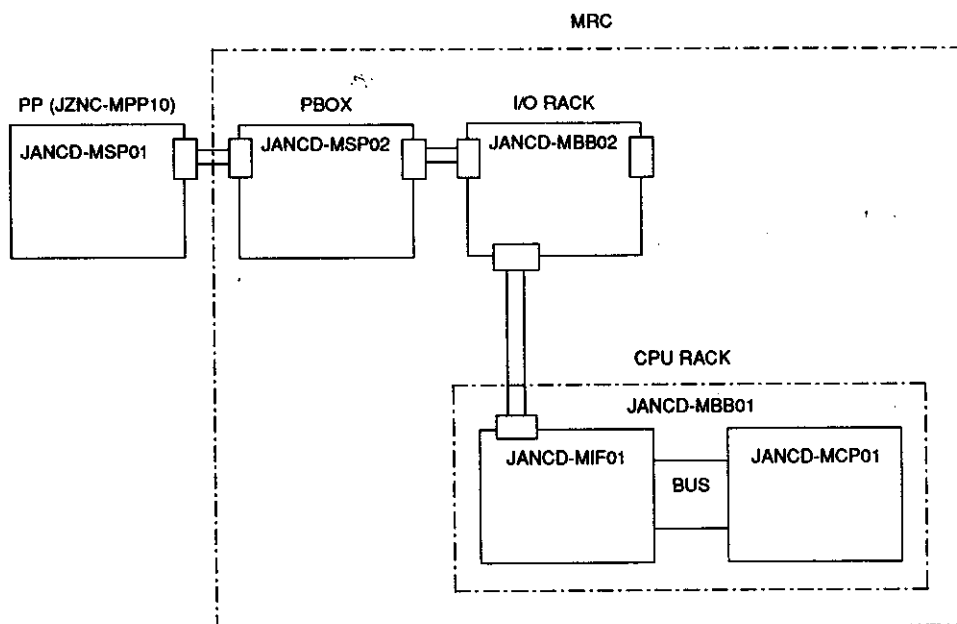 MRC
PP (JZNC-MPP10)
PBOX
I/O RACK
JANCD-MSP01
JANCD-MSP02
JANCD-MBB02
CPU RACK
JANCD-MBB01
JANCD-MIF01
BUS
JANCD-MCP01